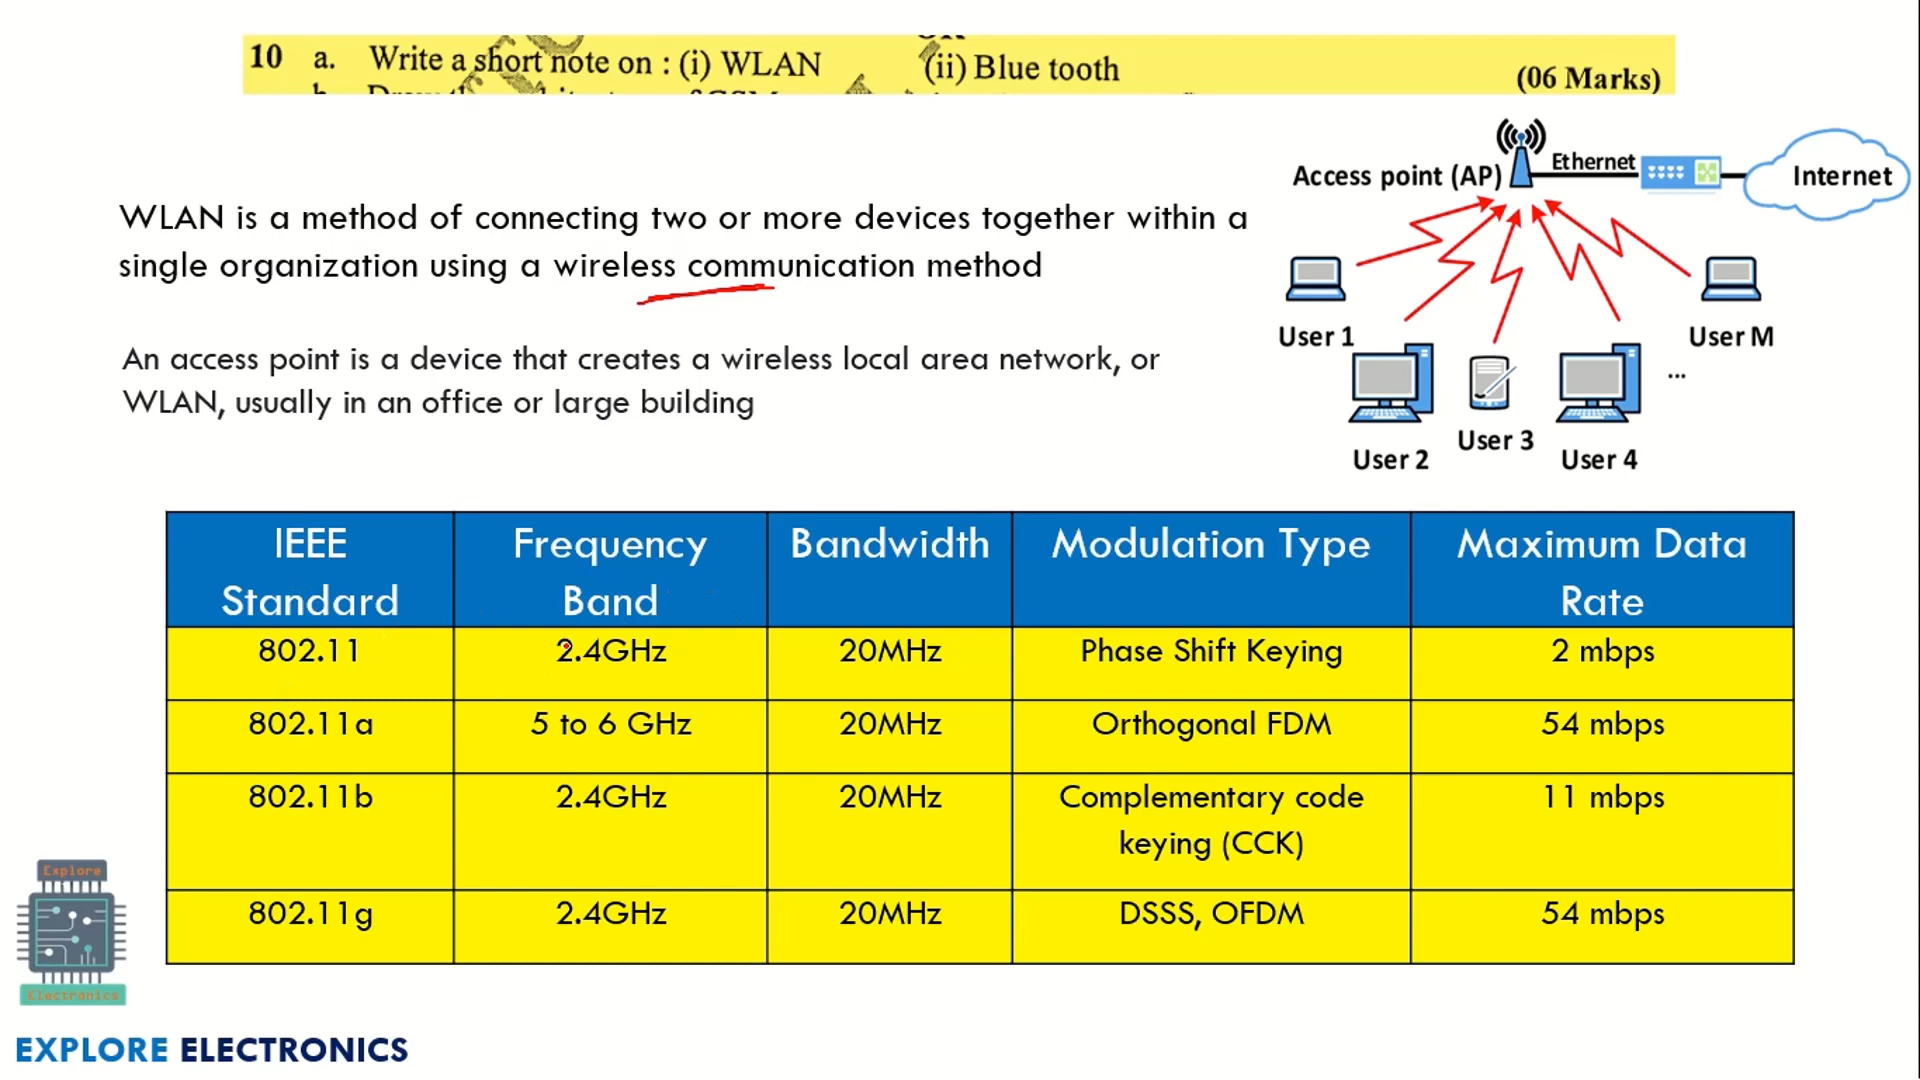 10 a. Write a short note on : (i) WLAN (ii) Blue tooth (06 Marks)
Access point (AP)
Ethernet
Internet
WLAN is a method of connecting two or more devices together within a
single organization using a wireless communication method
User 1
User M
An access point is a device that creates a wireless local area network, or
WLAN, usually in an office or large building
...
User 3
User 2
User 4
IEEE Standard Frequency Band Bandwidth Modulation Type Maximum Data Rate
802.11 2.4GHz 20MHz Phase Shift Keying 2 mbps
802.11a 5 to 6 GHz 20MHz Orthogonal FDM 54 mbps
802.11b 2.4GHz 20MHz Complementary code keying (CCK) 11 mbps
802.11g 2.4GHz 20MHz DSSS, OFDM 54 mbps
Explore
Electronics
EXPLORE ELECTRONICS